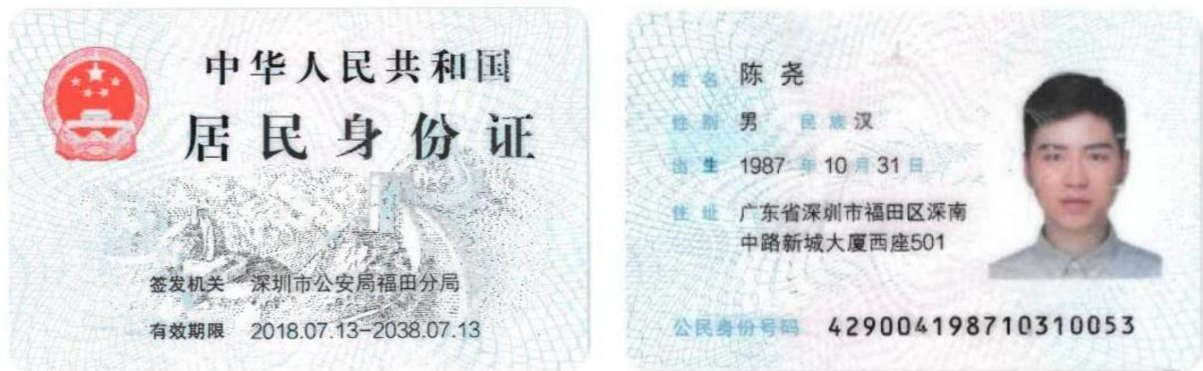 中华人民共和国
居民身份证
签发机关 深圳市公安局福田分局
有效期限 2018.07.13-2038.07.13
姓名 陈尧
性别 男 民族 汉
出生 1987 年 10 月 31 日
住址 广东省深圳市福田区深南
中路新城大厦西座501
公民身份号码 429004198710310053